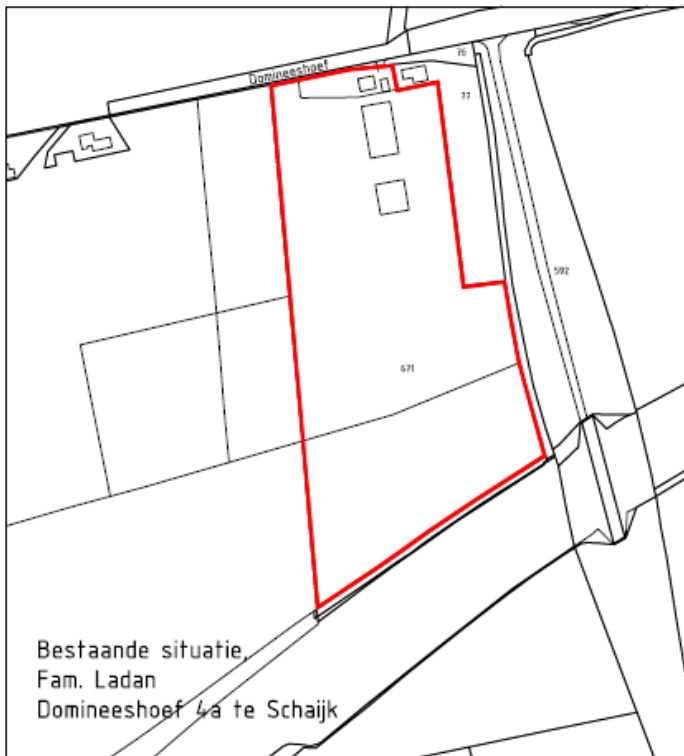 Domineeshoef
76
77
592
671
Bestaande situatie,
Fam. Ladan
Domineeshoef 4a te Schaijk